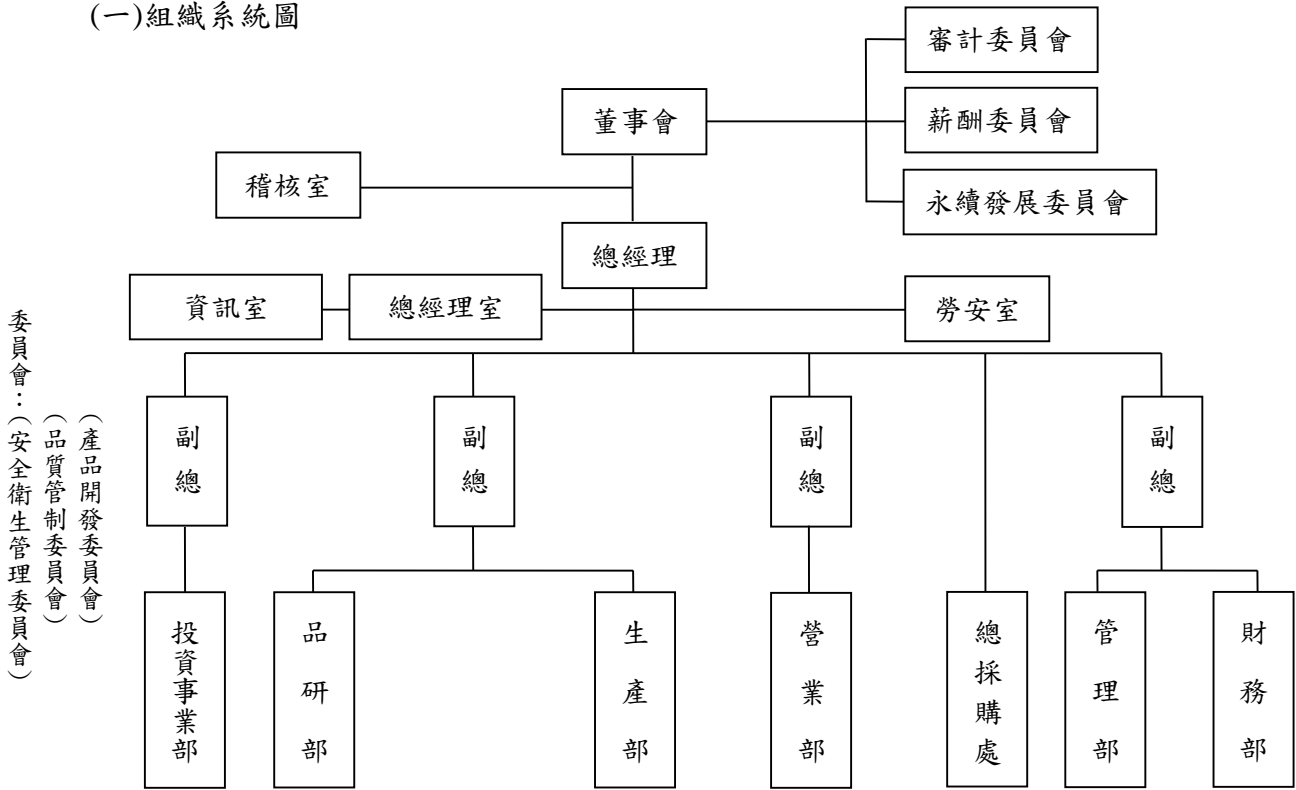 (一)組織系統圖
審計委員會
董事會
薪酬委員會
稽核室
永續發展委員會
總經理
資訊室
總經理室
勞安室
委員會：(安全衛生管理委員會)
(品質管制委員會)
(產品開發委員會)
副總
副總
副總
副總
投資事業部
品研部
生產部
營業部
總採購處
管理部
財務部